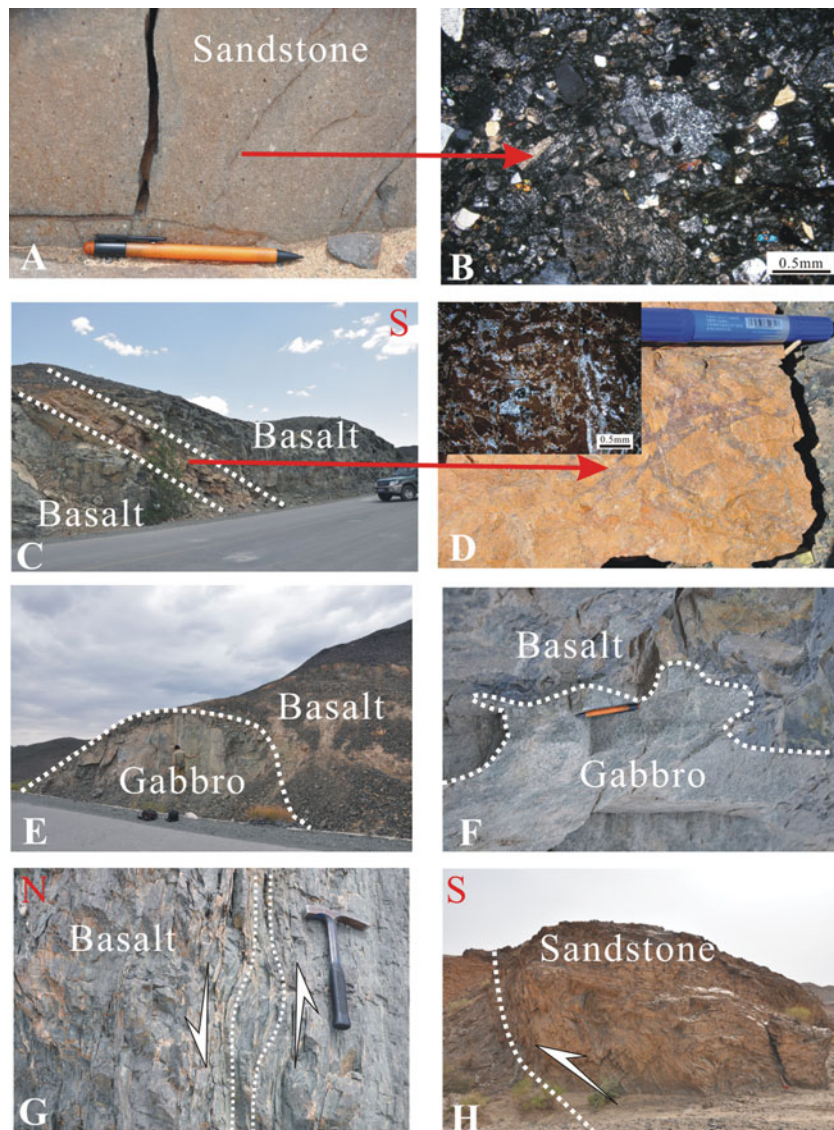 Sandstone
A
B
0.5mm
S
Basalt
Basalt
C
0.5mm
D
Basalt
Gabbro
E
Basalt
Gabbro
F
N
Basalt
G
S
Sandstone
H